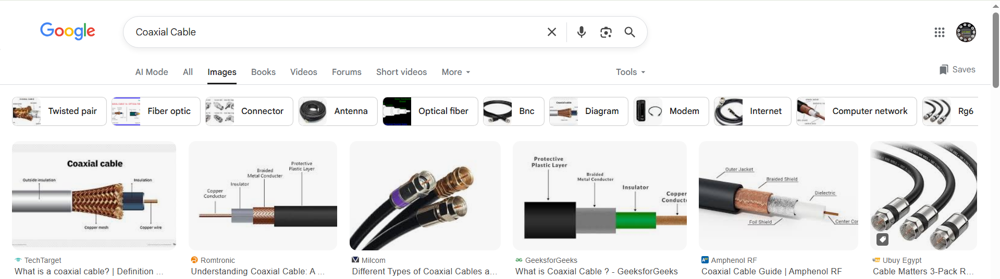 Google
Coaxial Cable
AI Mode All Images Books Videos Forums Short videos More Tools
Saves
Twisted pair Fiber optic Connector Antenna Optical fiber Bnc Diagram Modem Internet Computer network Rg6
Coaxial cable
Outside insulation
Insulation
Copper mesh
Copper wire
Copper
Conductor
Insulator
Braided
Metal Conducter
Protective
Plastic Layer
Protective
Plastic Layer
Braided
Metal Conducter
Insulator
Copper
Conducto
Outer Jacket
Braided Shield
Dielectric
Foil Shield
Center Cor
TechTarget
What is a coaxial cable? | Definition ...
Romtronic
Understanding Coaxial Cable: A ...
Milcom
Different Types of Coaxial Cables a...
GeeksforGeeks
What is Coaxial Cable ? - GeeksforGeeks
Amphenol RF
Coaxial Cable Guide | Amphenol RF
Ubuy Egypt
Cable Matters 3-Pack R...